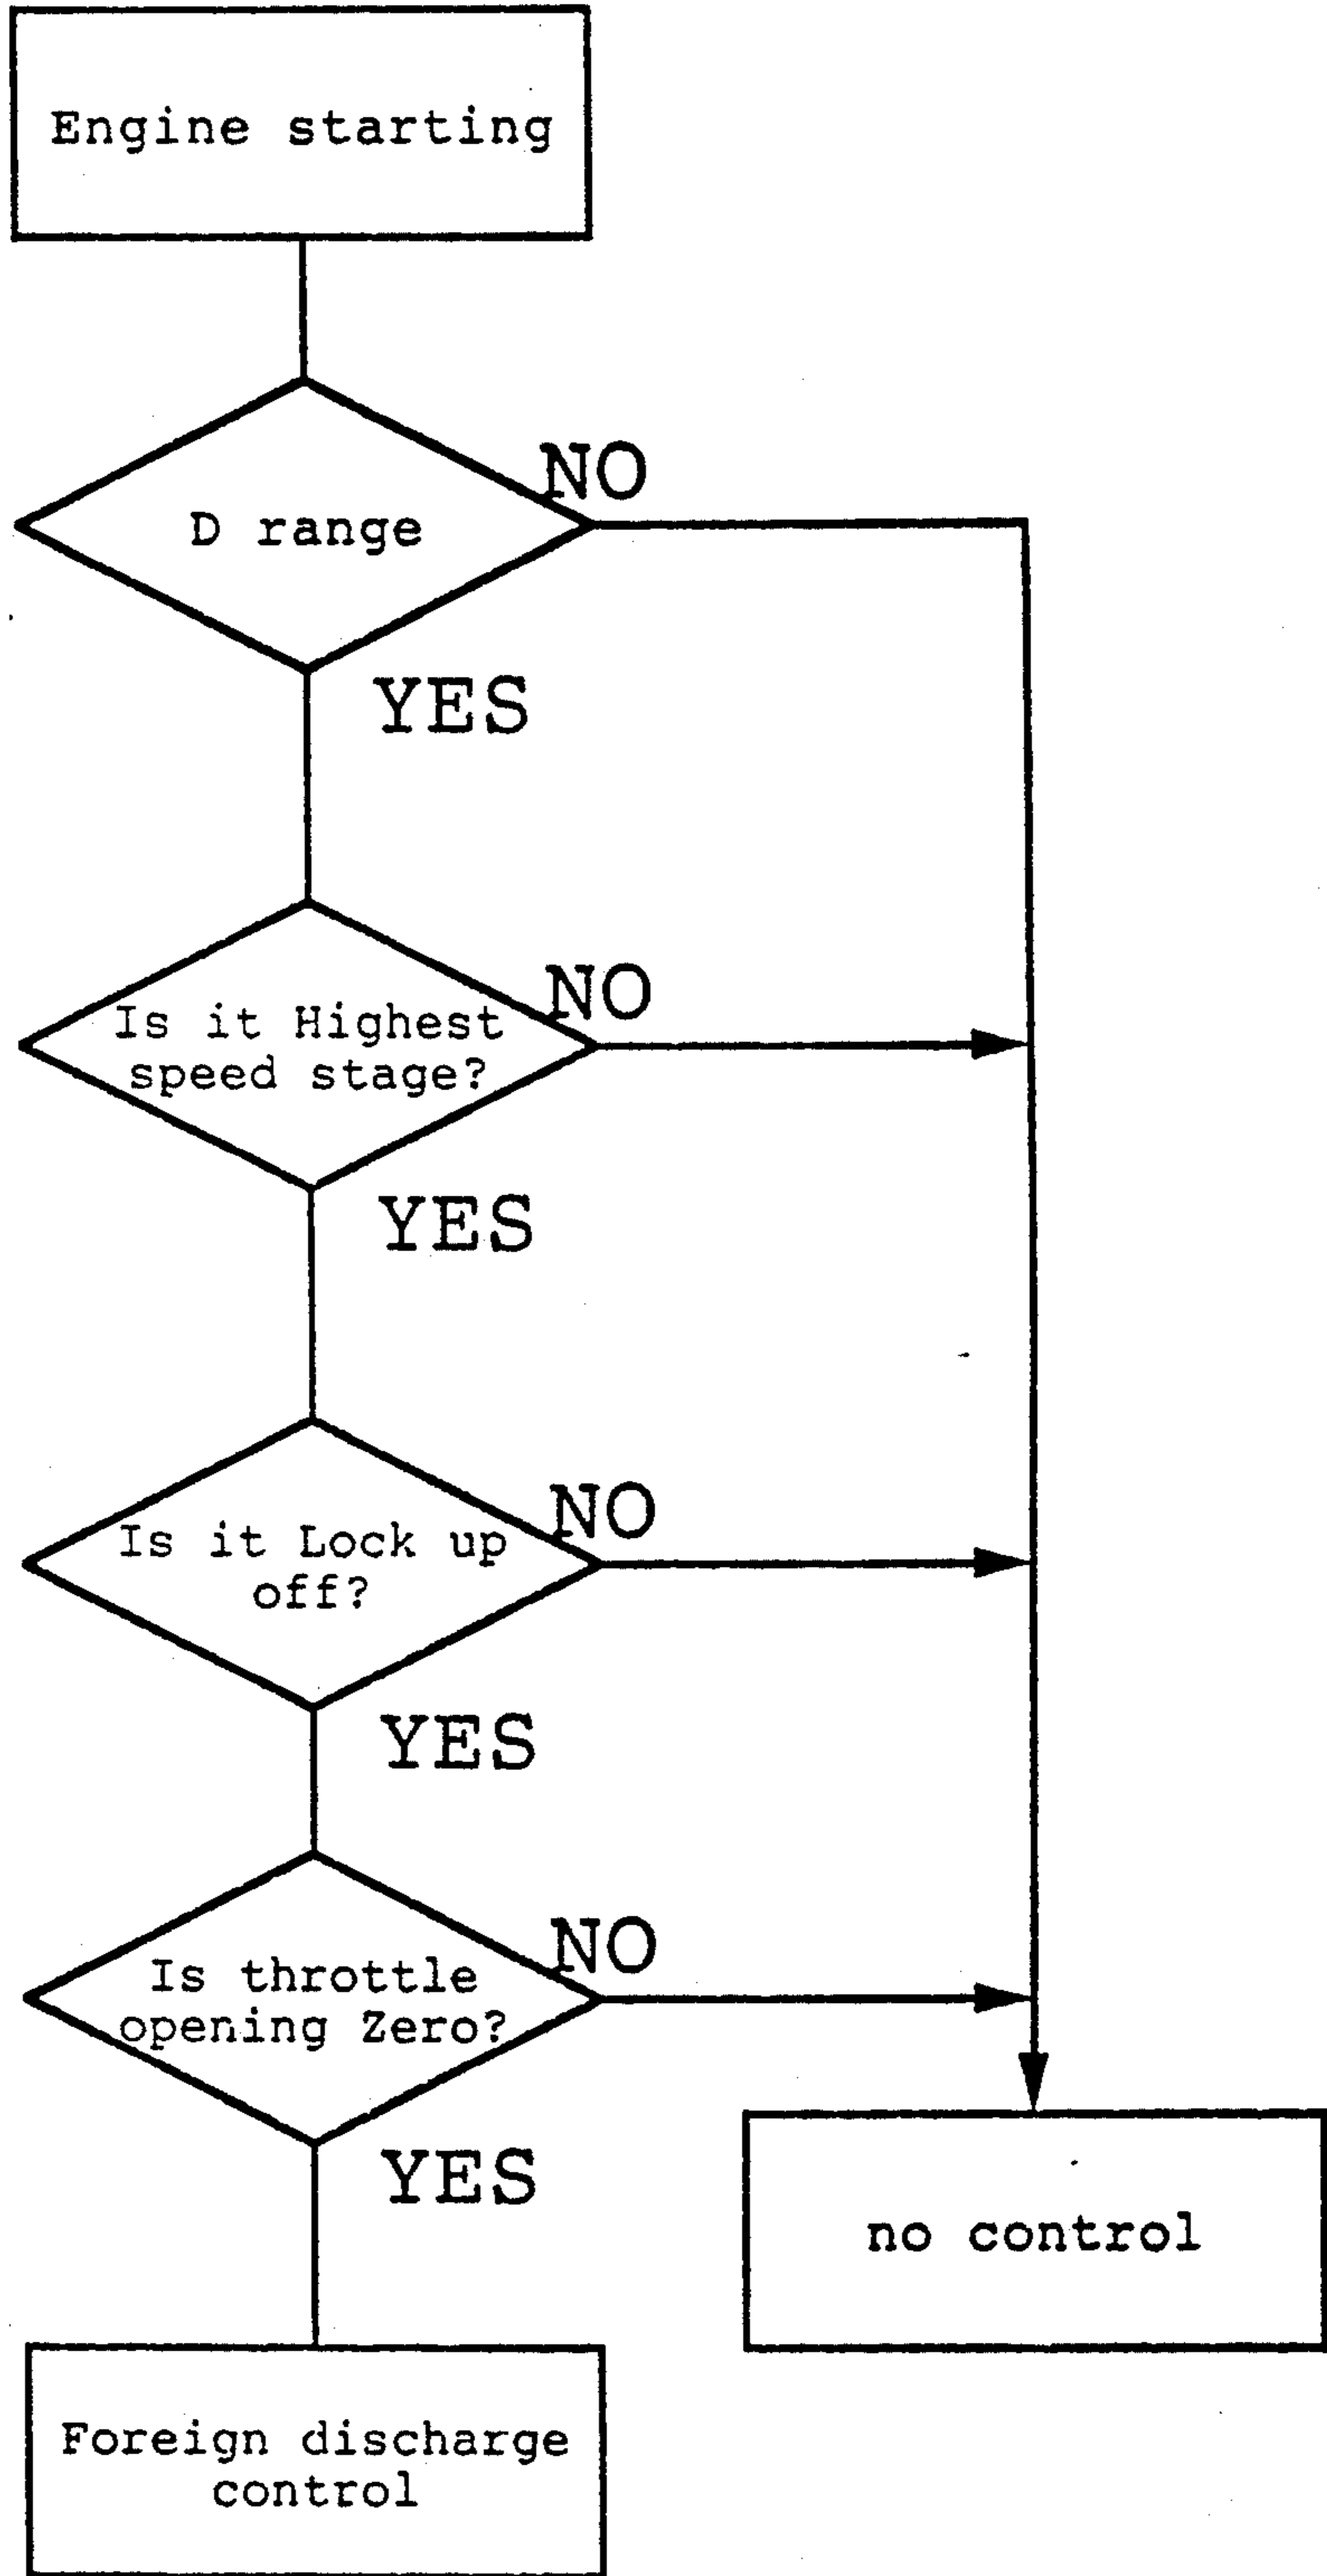 Engine starting
D range
NO
YES
Is it Highest
speed stage?
NO
YES
Is it Lock up
off?
NO
YES
Is throttle
opening Zero?
NO
YES
no control
Foreign discharge
control